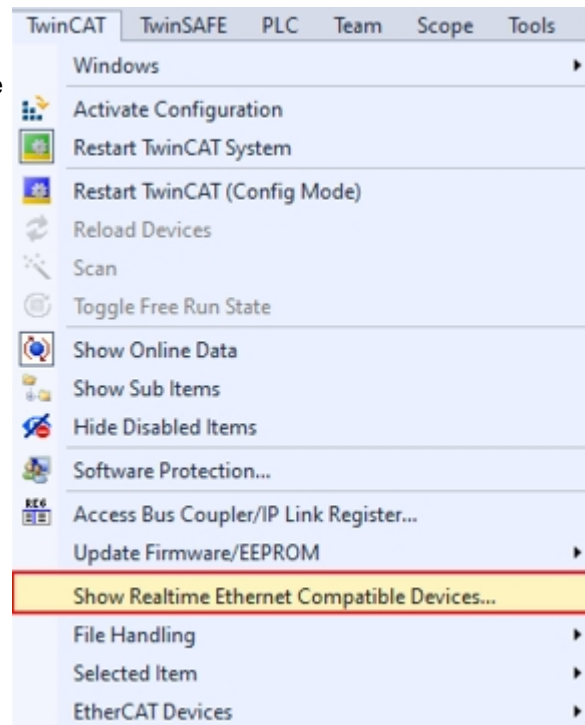 TwinCAT TwinSAFE PLC Team Scope Tools
Windows
e
Activate Configuration
Restart TwinCAT System
Restart TwinCAT (Config Mode)
Reload Devices
Scan
Toggle Free Run State
Show Online Data
Show Sub Items
Hide Disabled Items
Software Protection...
REG
Access Bus Coupler/IP Link Register...
Update Firmware/EEPROM
Show Realtime Ethernet Compatible Devices...
File Handling
Selected Item
EtherCAT Devices